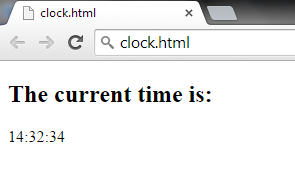 clock.html
clock.html
The current time is:
14:32:34